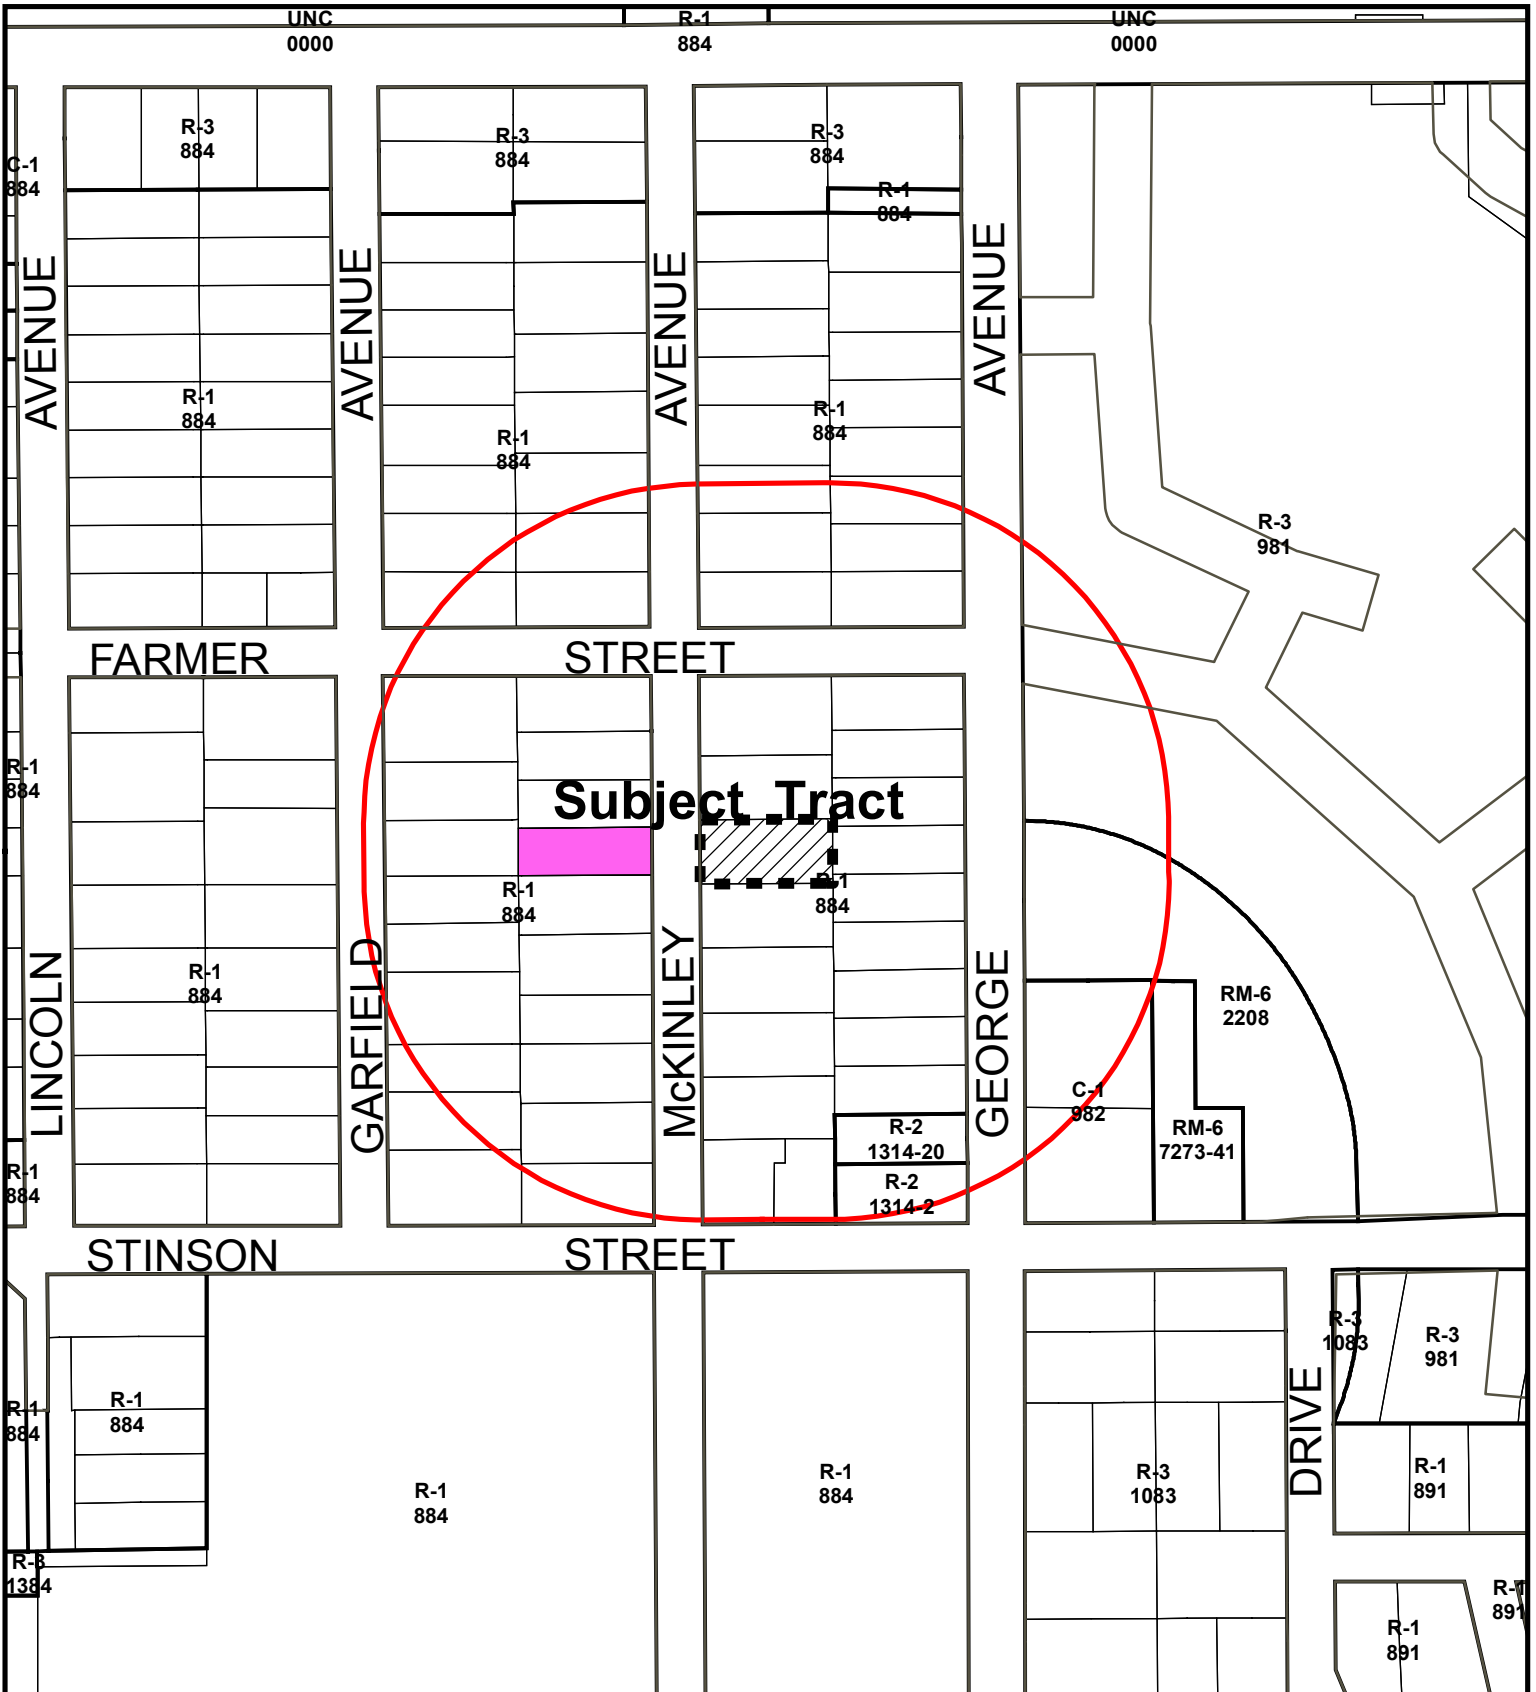 UNC
0000
R-1
884
UNC
0000
R-3
884
R-3
884
R-3
884
C-1
884
R-1
884
AVENUE
AVENUE
AVENUE
AVENUE
R-1
884
R-1
884
R-1
884
R-3
981
FARMER STREET
R-1
884
Subject Tract
R-1
884
R-1
884
R-1
884
LINCOLN
GARFIELD
McKINLEY
GEORGE
RM-6
2208
C-1
982
R-2
1314-20
RM-6
7273-41
R-1
884
R-2
1314-2
STINSON STREET
R-3
1083
R-3
981
DRIVE
R-1
884
R-1
884
R-1
884
R-1
884
R-3
1083
R-1
891
R-3
1384
R-1
891
R-1
891